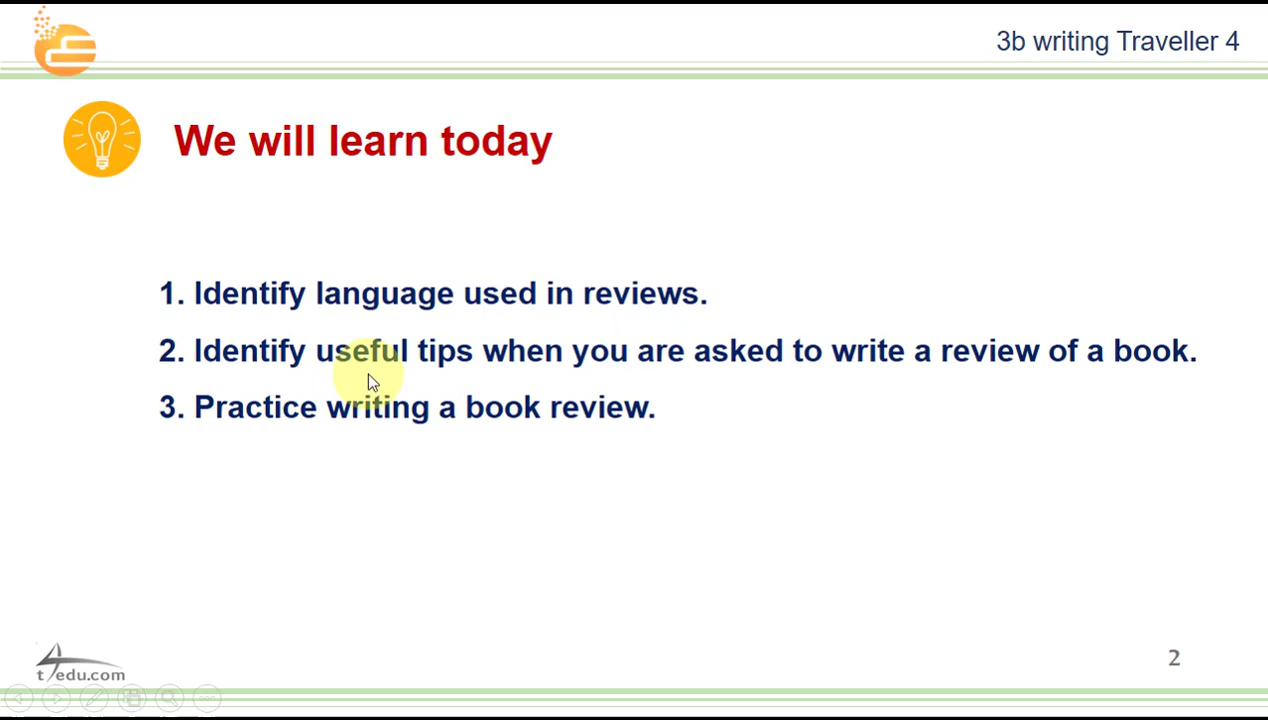 3b writing Traveller 4
We will learn today
1. Identify language used in reviews.
2. Identify useful tips when you are asked to write a review of a book.
3. Practice writing a book review.
t4edu.com
2